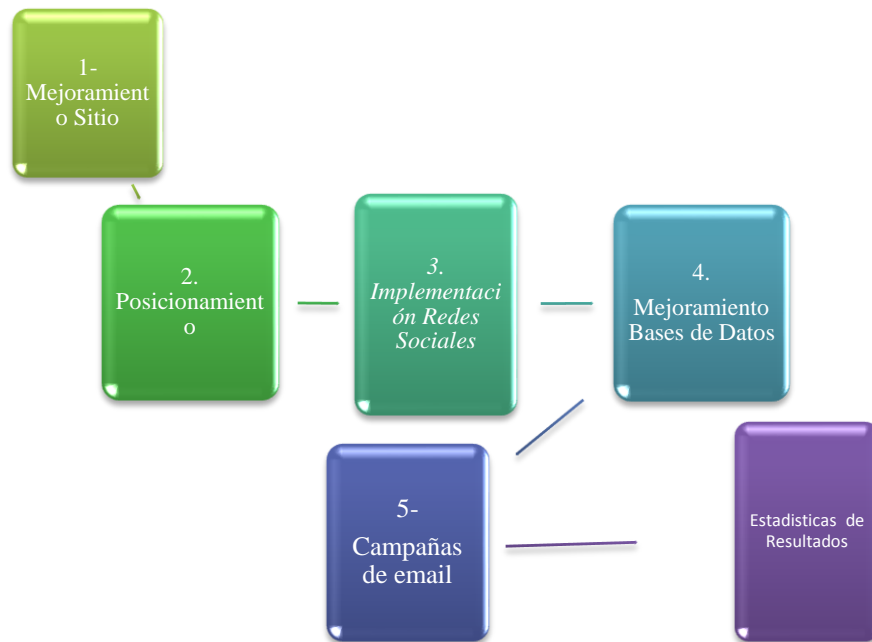 1-
Mejoramient
o Sitio
2.
Posicionamient
o
3.
Implementaci
ón Redes
Sociales
4.
Mejoramiento
Bases de Datos
5-
Campañas
de email
Estadisticas de
Resultados